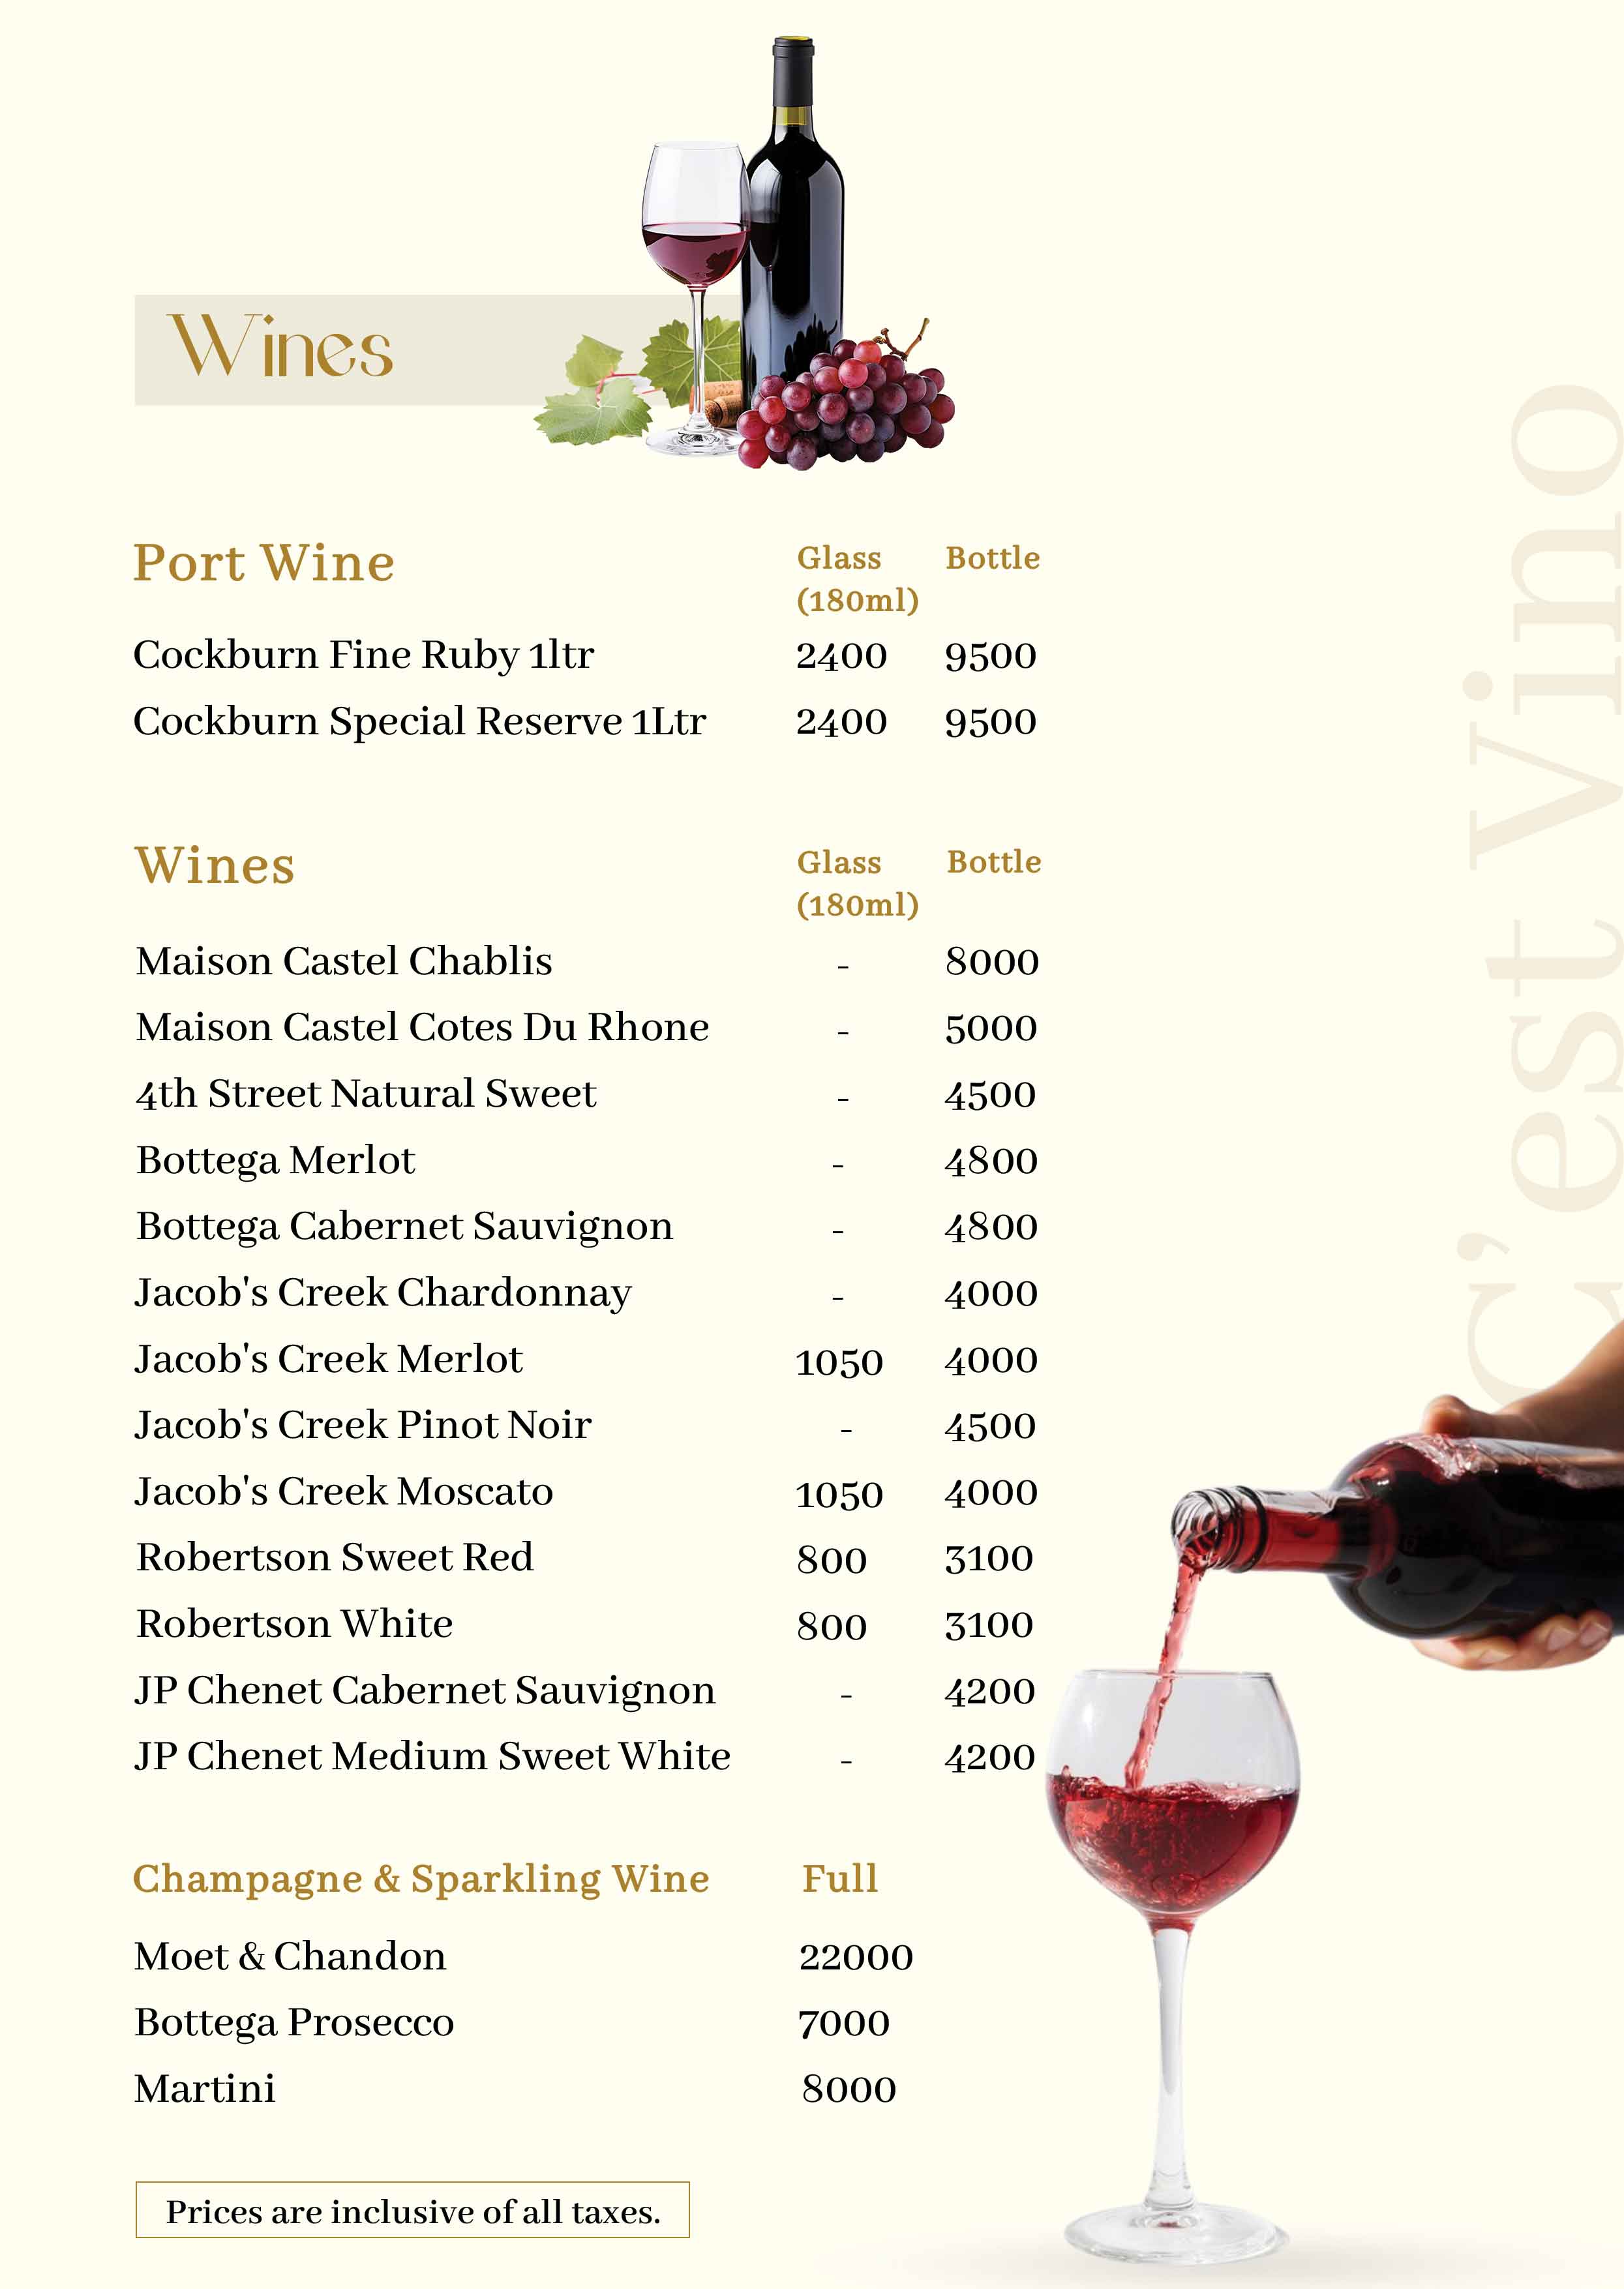 Wines
Port Wine Glass Bottle
(180ml)
Cockburn Fine Ruby 1ltr 2400 9500
Cockburn Special Reserve 1Ltr 2400 9500
Wines Glass Bottle
(180ml)
Maison Castel Chablis - 8000
Maison Castel Cotes Du Rhone - 5000
4th Street Natural Sweet - 4500
Bottega Merlot - 4800
Bottega Cabernet Sauvignon - 4800
Jacob's Creek Chardonnay - 4000
Jacob's Creek Merlot 1050 4000
Jacob's Creek Pinot Noir - 4500
Jacob's Creek Moscato 1050 4000
Robertson Sweet Red 800 3100
Robertson White 800 3100
JP Chenet Cabernet Sauvignon - 4200
JP Chenet Medium Sweet White - 4200
Champagne & Sparkling Wine Full
Moet & Chandon 22000
Bottega Prosecco 7000
Martini 8000
Prices are inclusive of all taxes.
C'est Vino